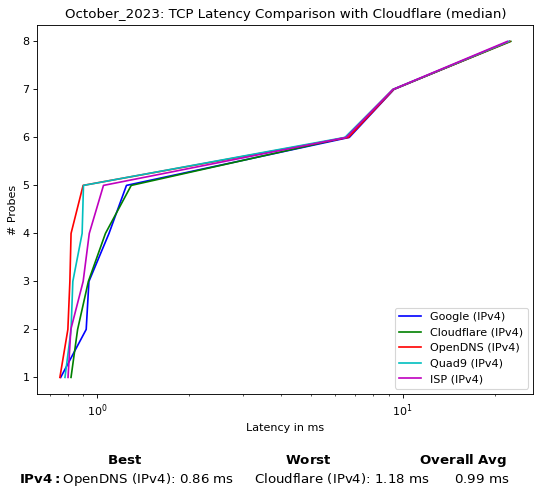 October_2023: TCP Latency Comparison with Cloudflare (median)
8
7
6
5
4
3
2
1
# Probes
Google (IPv4)
Cloudflare (IPv4)
OpenDNS (IPv4)
Quad9 (IPv4)
ISP (IPv4)
10⁰ 10¹
Latency in ms
Best Worst Overall Avg
IPv4: OpenDNS (IPv4): 0.86 ms Cloudflare (IPv4): 1.18 ms 0.99 ms